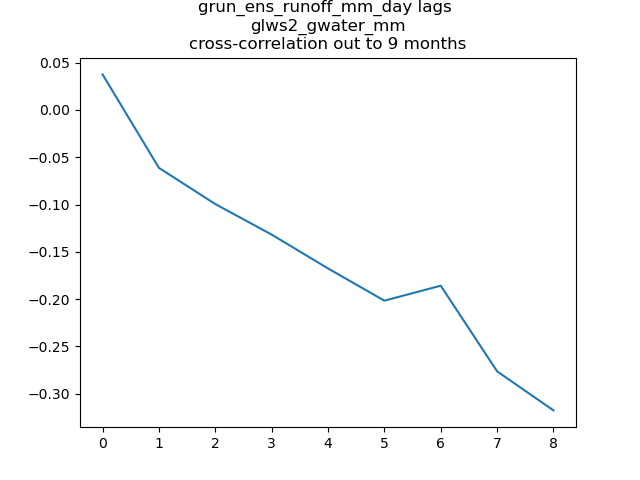 grun_ens_runoff_mm_day lags
glws2_gwater_mm
cross-correlation out to 9 months
0.05
0.00
−0.05
−0.10
−0.15
−0.20
−0.25
−0.30
0 1 2 3 4 5 6 7 8